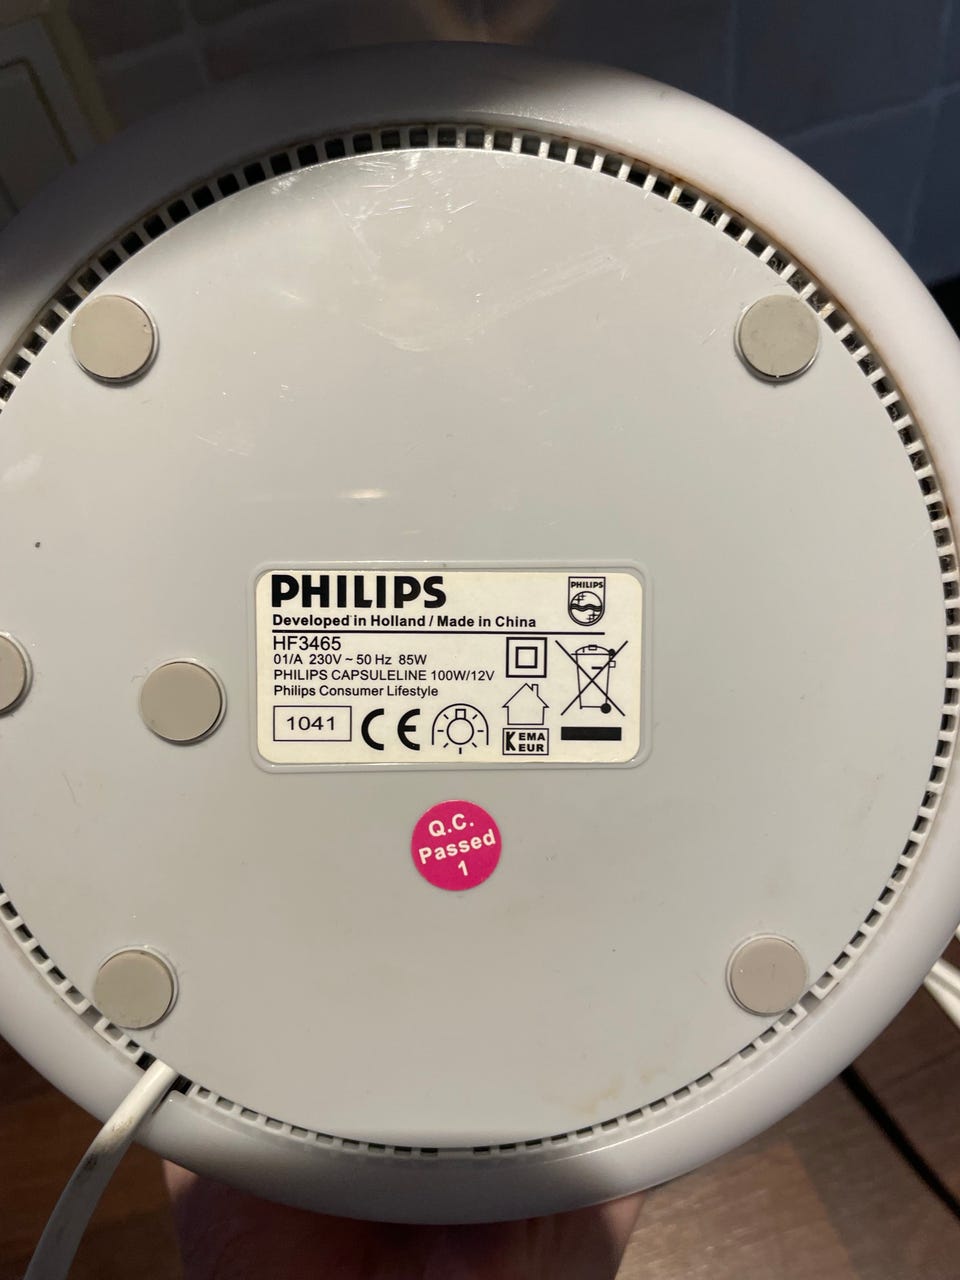 PHILIPS
PHILIPS
Developed in Holland / Made in China
HF3465
01/A 230V ~ 50 Hz 85W
PHILIPS CAPSULELINE 100W/12V
Philips Consumer Lifestyle
1041
CE
KEMA
EUR
Q.C.
Passed
1